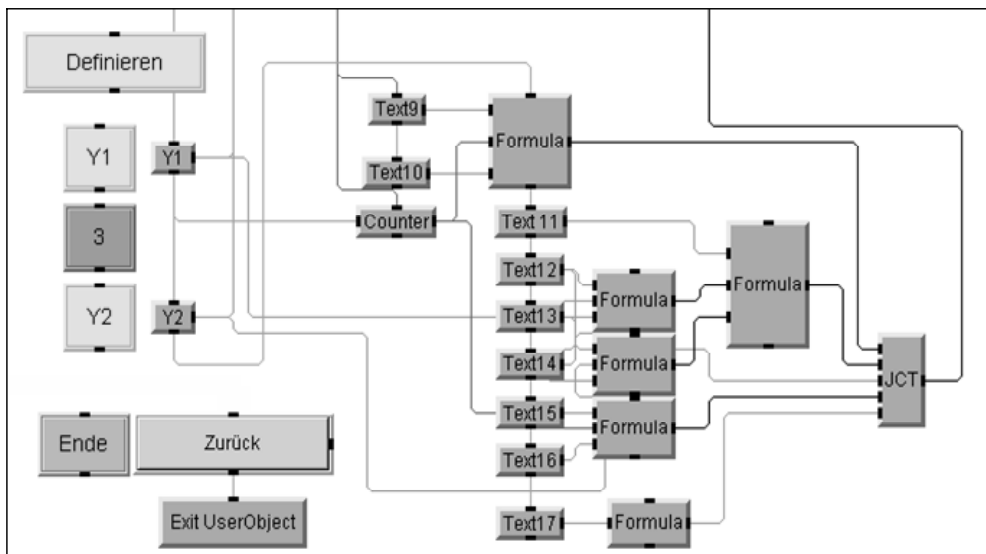 Definieren
Y1
Y1
3
Y2
Y2
Ende
Zurück
Exit UserObject
Text9
Text10
Counter
Formula
Text 11
Text12
Text13
Text14
Text15
Text16
Text17
Formula
Formula
Formula
Formula
Formula
JCT